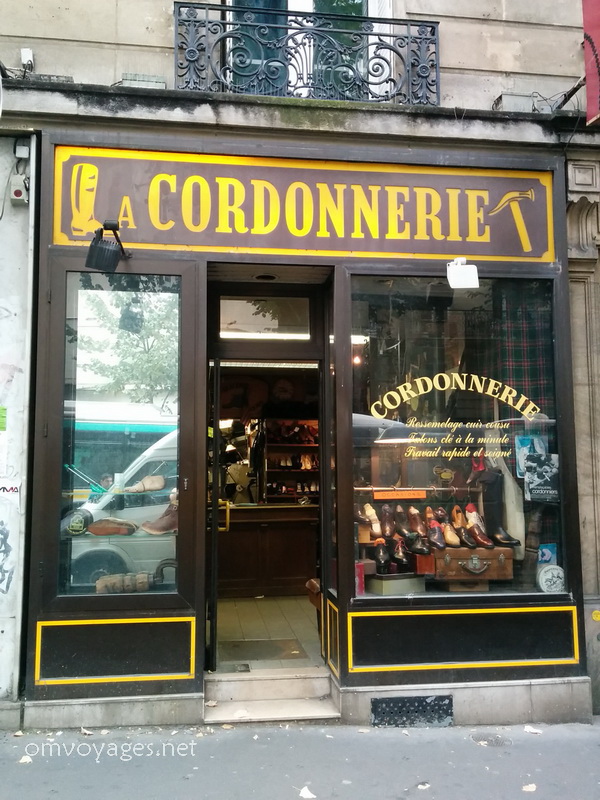 LA CORDONNERIE
CORDONNERIE
Ressemelage cuir cousu
Talons clé à la minute
Travail rapide et soigné
omvoyages.net